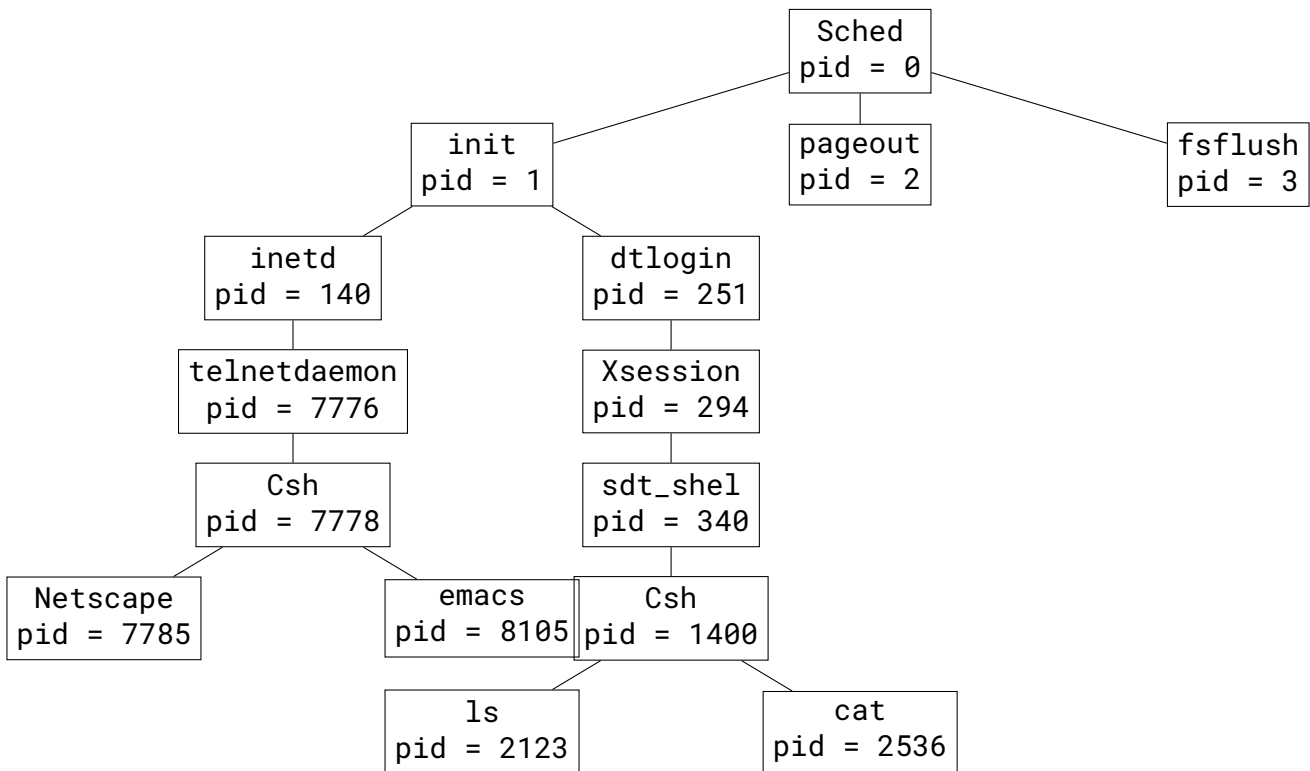 Sched
pid = 0
init
pid = 1
pageout
pid = 2
fsflush
pid = 3
inetd
pid = 140
dtlogin
pid = 251
telnetdaemon
pid = 7776
Xsession
pid = 294
Csh
pid = 7778
sdt_shel
pid = 340
Netscape
pid = 7785
emacs
pid = 8105
Csh
pid = 1400
ls
pid = 2123
cat
pid = 2536